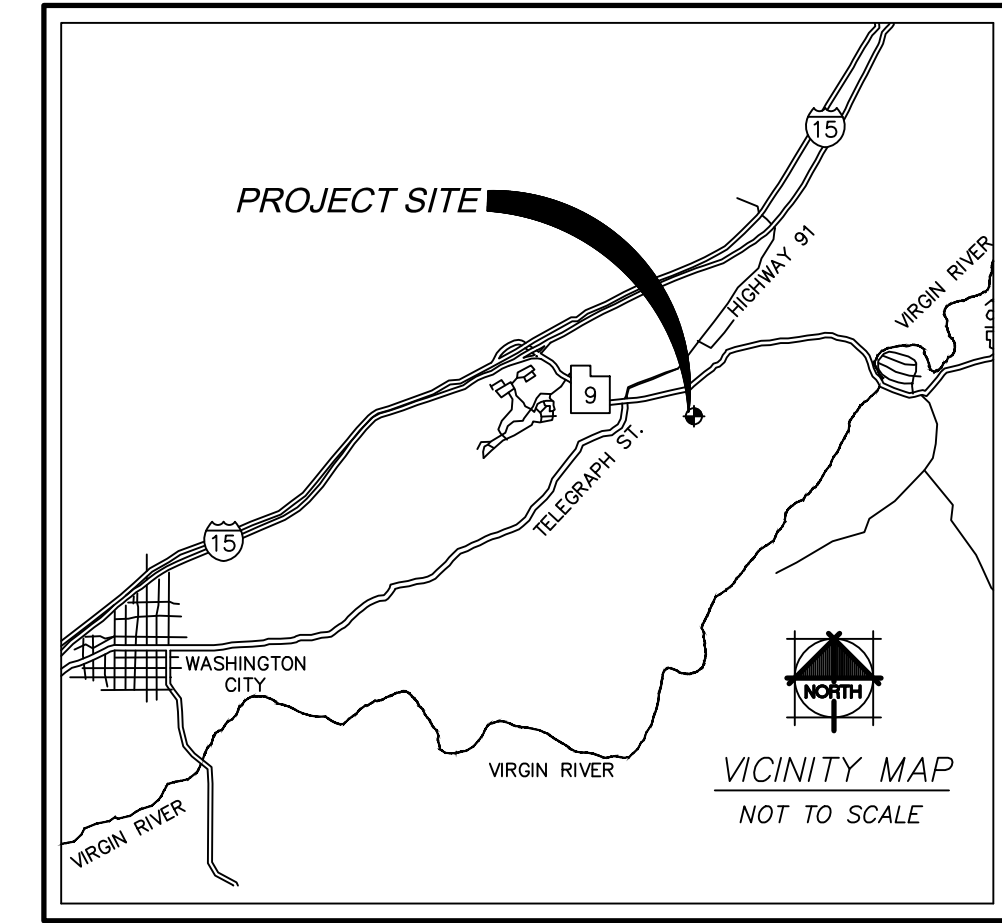 15
PROJECT SITE
HIGHWAY 91
VIRGIN RIVER
9
TELEGRAPH ST.
15
WASHINGTON
CITY
NORTH
VIRGIN RIVER
VICINITY MAP
NOT TO SCALE
VIRGIN RIVER